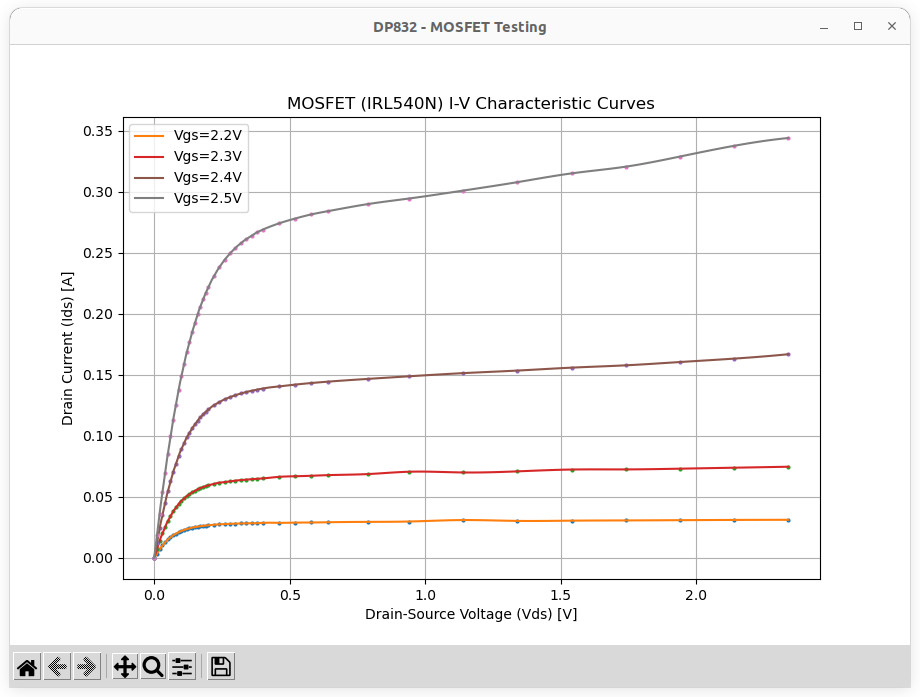 DP832 - MOSFET Testing
MOSFET (IRL540N) I-V Characteristic Curves
Vgs=2.2V
Vgs=2.3V
Vgs=2.4V
Vgs=2.5V
0.35
0.30
0.25
0.20
0.15
0.10
0.05
0.00
Drain Current (Ids) [A]
0.0 0.5 1.0 1.5 2.0
Drain-Source Voltage (Vds) [V]